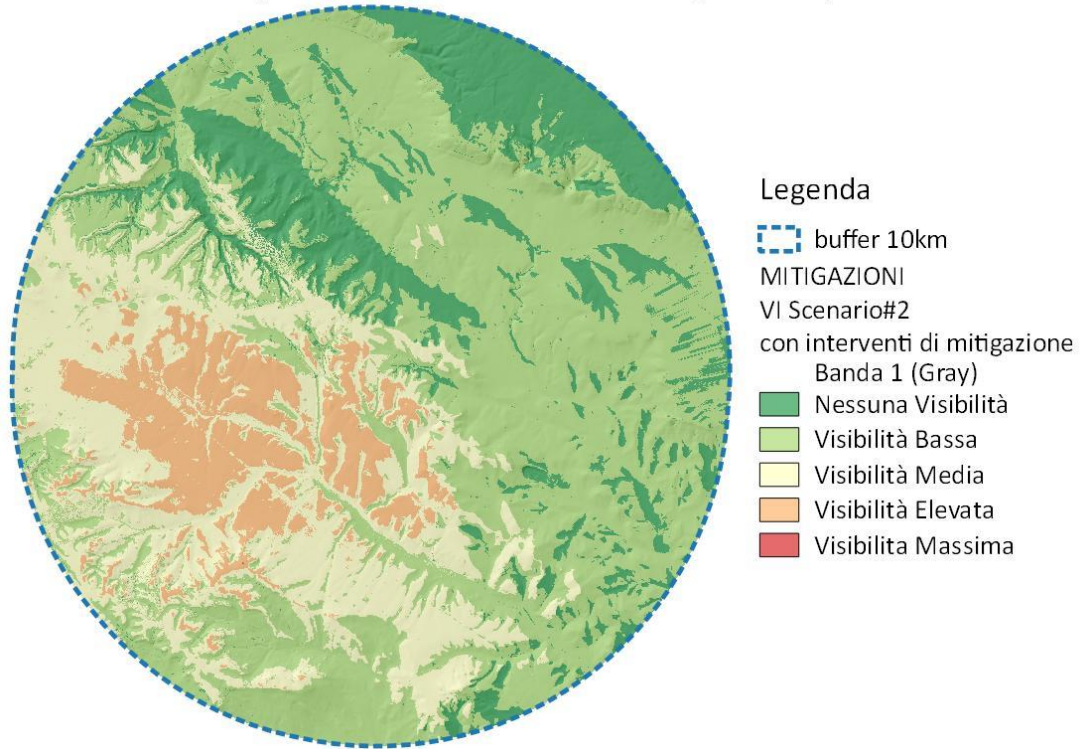 Legenda
buffer 10km
MITIGAZIONI
VI Scenario#2
con interventi di mitigazione
Banda 1 (Gray)
Nessuna Visibilità
Visibilità Bassa
Visibilità Media
Visibilità Elevata
Visibilita Massima